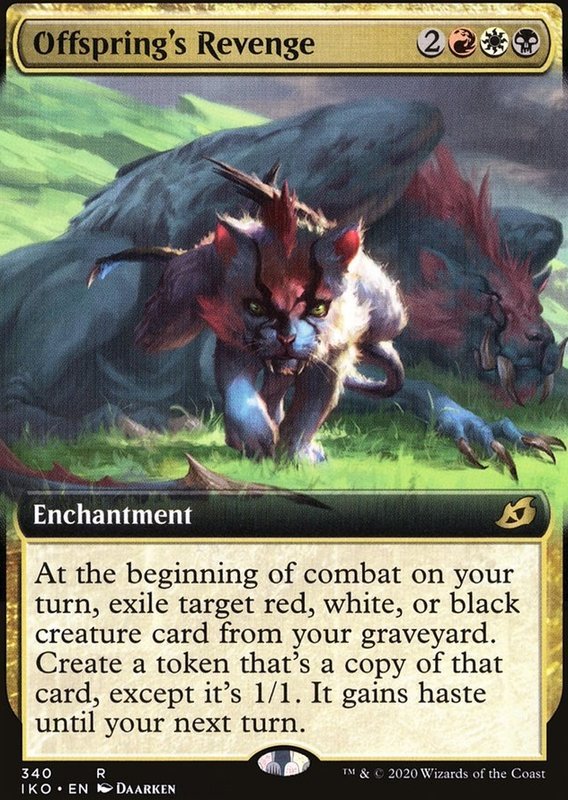 Offspring's Revenge 2
Enchantment
At the beginning of combat on your
turn, exile target red, white, or black
creature card from your graveyard.
Create a token that's a copy of that
card, except it's 1/1. It gains haste
until your next turn.
340 R
IKO • EN Daarken
™ & © 2020 Wizards of the Coast